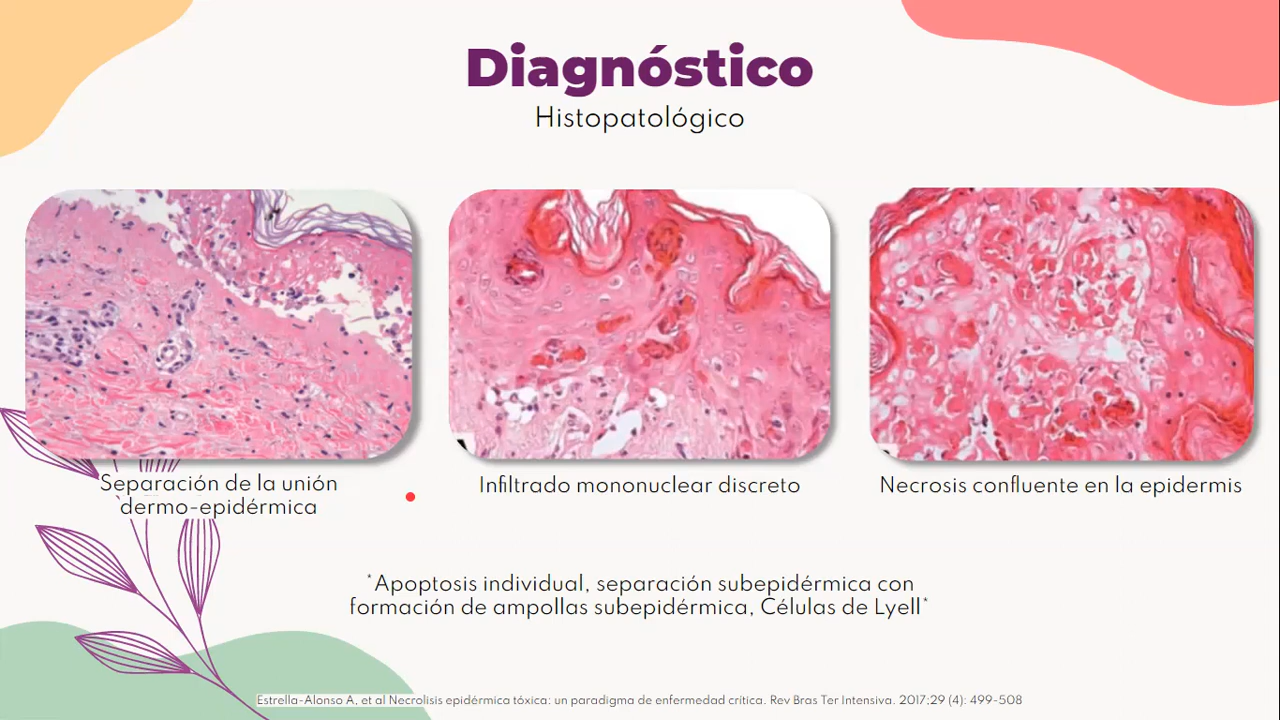 Diagnóstico
Histopatológico
Separación de la unión
dermo-epidérmica
Infiltrado mononuclear discreto
Necrosis confluente en la epidermis
*Apoptosis individual, separación subepidérmica con
formación de ampollas subepidérmica, Células de Lyell*
Estrella-Alonso A, et al Necrolisis epidérmica tóxica: un paradigma de enfermedad crítica. Rev Bras Ter Intensiva. 2017;29 (4): 499-508